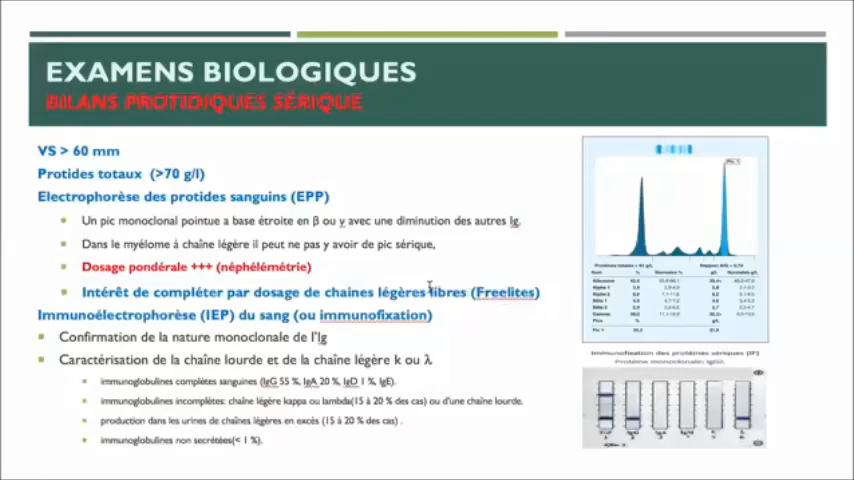 EXAMENS BIOLOGIQUES
BILANS PROTIDIQUES SÉRIQUE
VS > 60 mm
Protides totaux (>70 g/l)
Electrophorèse des protides sanguins (EPP)
Un pic monoclonal pointue a base étroite en β ou γ avec une diminution des autres Ig.
Dans le myélome à chaîne légère il peut ne pas y avoir de pic sérique,
Dosage pondérale +++ (néphélémétrie)
Intérêt de compléter par dosage de chaines légères libres (Freelites)
Immunoélectrophorèse (IEP) du sang (ou immunofixation)
Confirmation de la nature monoclonale de l'Ig
Caractérisation de la chaîne lourde et de la chaîne légère k ou λ
immunoglobulines complètes sanguines (IgG 55 %, IgA 20 %, IgD 1 %, IgE).
immunoglobulines incomplètes: chaîne légère kappa ou lambda(15 à 20 % des cas) ou d'une chaîne lourde.
production dans les urines de chaînes légères en excès (15 à 20 % des cas) .
immunoglobulines non secrétées(< 1 %).
Immunofixation des protéines sériques (IF)
Protéine monoclonale: